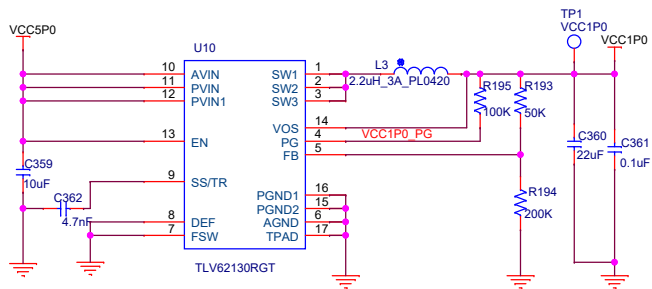 TP1
VCC5P0
VCC1P0
VCC1P0
U10
L3
2.2uH_3A_PL0420
10 AVIN SW1 1
11 PVIN SW2 2
12 PVIN1 SW3 3
R195
100K
R193
50K
VOS 14
13 EN PG 4 VCC1P0_PG
FB 5
C360
22uF
C361
0.1uF
C359
10uF
C362
4.7nF
9 SS/TR
PGND1 16
PGND2 15
8 DEF AGND 6
7 FSW TPAD 17
R194
200K
TLV62130RGT